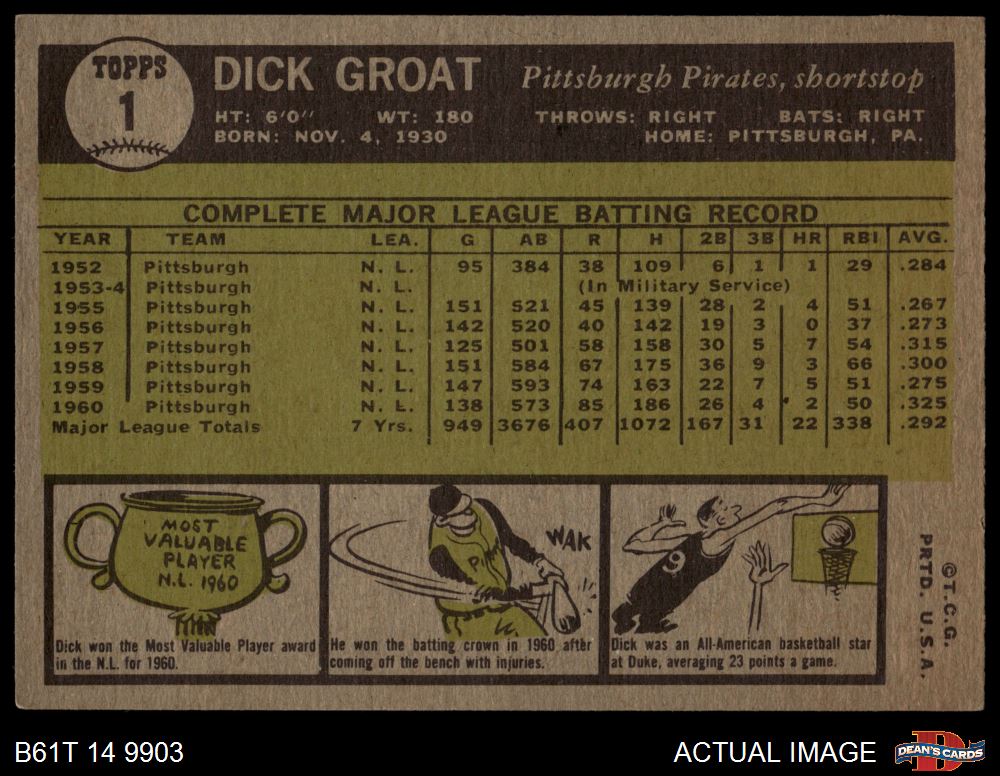 TOPPS
1
DICK GROAT
Pittsburgh Pirates, shortstop
HT: 6'0" WT: 180 THROWS: RIGHT BATS: RIGHT
BORN: NOV. 4, 1930 HOME: PITTSBURGH, PA.
COMPLETE MAJOR LEAGUE BATTING RECORD
YEAR TEAM LEA. G AB R H 2B 3B HR RBI AVG.
1952 Pittsburgh N. L. 95 384 38 109 6 1 1 29 .284
1953-4 Pittsburgh N. L. (In Military Service)
1955 Pittsburgh N. L. 151 521 45 139 28 2 4 51 .267
1956 Pittsburgh N. L. 142 520 40 142 19 3 0 37 .273
1957 Pittsburgh N. L. 125 501 58 158 30 5 7 54 .315
1958 Pittsburgh N. L. 151 584 67 175 36 9 3 66 .300
1959 Pittsburgh N. L. 147 593 74 163 22 7 5 51 .275
1960 Pittsburgh N. L. 138 573 85 186 26 4 2 50 .325
Major League Totals 7 Yrs. 949 3676 407 1072 167 31 22 338 .292
MOST
VALUABLE
PLAYER
N.L. 1960
Dick won the Most Valuable Player award
in the N.L. for 1960.
WAK
P
He won the batting crown in 1960 after
coming off the bench with injuries.
9
Dick was an All-American basketball star
at Duke, averaging 23 points a game.
©T.C.G.
PRTD. U.S.A.
B61T 14 9903
ACTUAL IMAGE
D
DEAN'S CARDS